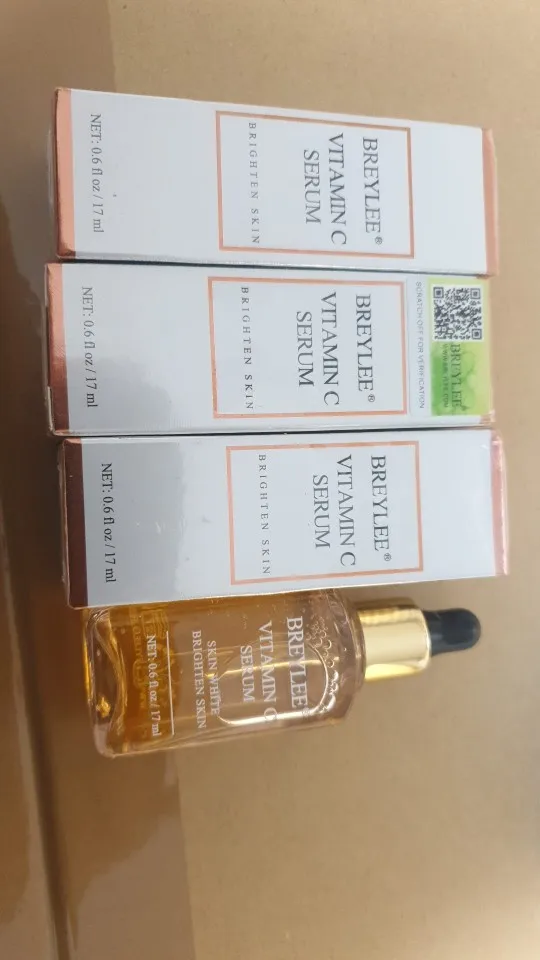 BREYLEE®
VITAMIN C
SERUM
BRIGHTEN SKIN
NET: 0.6 fl oz / 17 ml
SCRATCH OFF FOR VERIFICATION
BREYLEE
BREYLEE®
VITAMIN C
SERUM
BRIGHTEN SKIN
NET: 0.6 fl oz / 17 ml
BREYLEE®
VITAMIN C
SERUM
BRIGHTEN SKIN
NET: 0.6 fl oz / 17 ml
BREYLEE®
VITAMIN C
SERUM
SKIN WHITE
BRIGHTEN SKIN
NET: 0.6 fl oz / 17 ml